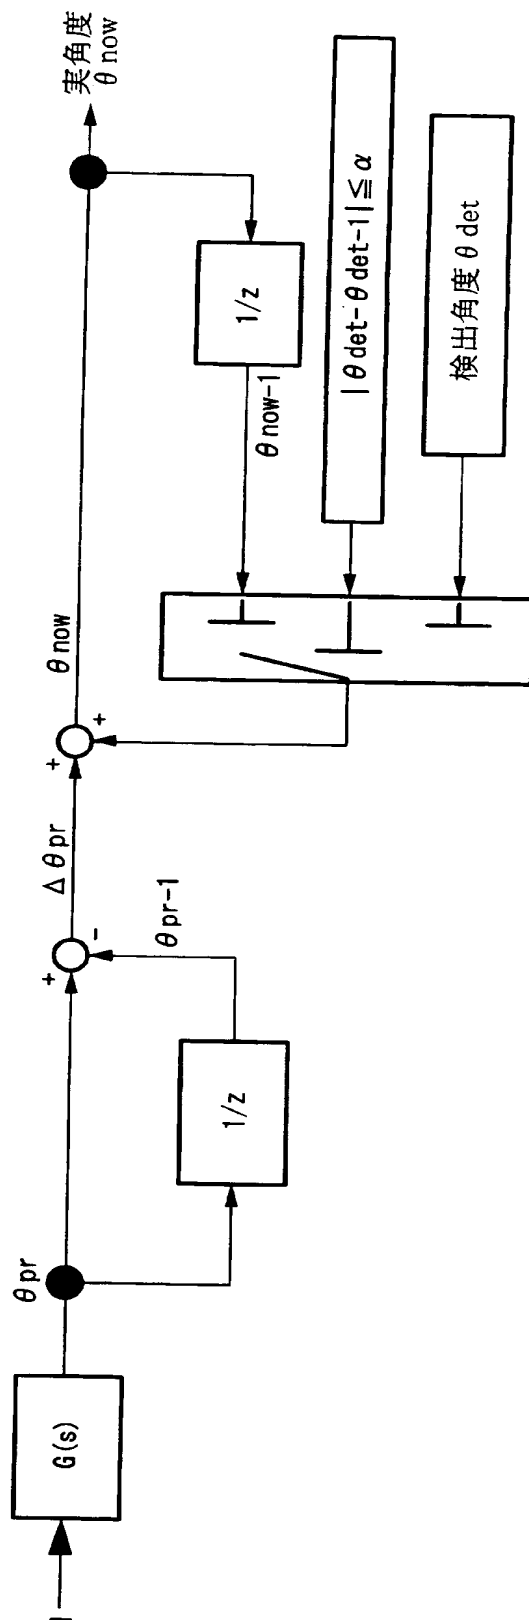 G(s)
θpr
1/z
θpr-1
+
-
Δθpr
+
+
θnow
1/z
θnow-1
|θdet-θdet-1|≦α
検出角度 θdet
実角度
θnow